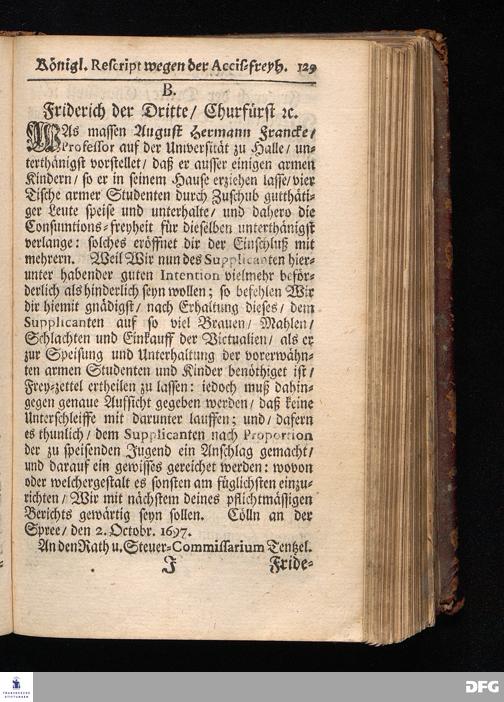 Königl. Rescript wegen der Acciß-freyh. 129
B.
Friderich der Dritte/ Churfürst ꝛc.
WAs massen August Hermann Francke/
Professor auf der Universität zu Halle/ un-
terthänigst vorstellet/ daß er ausser einigen armen
Kindern/ so er in seinem Hause erziehen lasse/ vier
Tische armer Studenten durch Zuschub gutthäti-
ger Leute speise und unterhalte/ und dahero die
Consumtions-freyheit für dieselben unterthänigst
verlange: solches eröffnet dir der Einschluß mit
mehrern. Weil Wir nun des Supplicanten hier-
unter habender guten Intention vielmehr beför-
derlich als hinderlich seyn wollen; so befehlen Wir
dir hiemit gnädigst/ nach Erhaltung dieses/ dem
Supplicanten auf so viel Brauen/ Mahlen/
Schlachten und Einkauff der Victualien/ als er
zur Speisung und Unterhaltung der vorerwähn-
ten armen Studenten und Kinder benöthiget ist/
Frey-zettel ertheilen zu lassen: iedoch muß dahin-
gegen genaue Aufsicht gegeben werden/ daß keine
Unterschleiffe mit darunter lauffen; und/ dafern
es thunlich/ dem Supplicanten nach Proportion
der zu speisenden Jugend ein Anschlag gemacht/
und darauf ein gewisses gereichet werden: wovon
oder welchergestalt es sonsten am füglichsten einzu-
richten/ Wir mit nächstem deines pflichtmässigen
Berichts gewärtig seyn sollen. Cölln an der
Spree/ den 2. Octobr. 1697.
An den Rath u. Steuer-Commissarium Tentzel.
J Fride-
FRANCKESCHE STIFTUNGEN
DFG